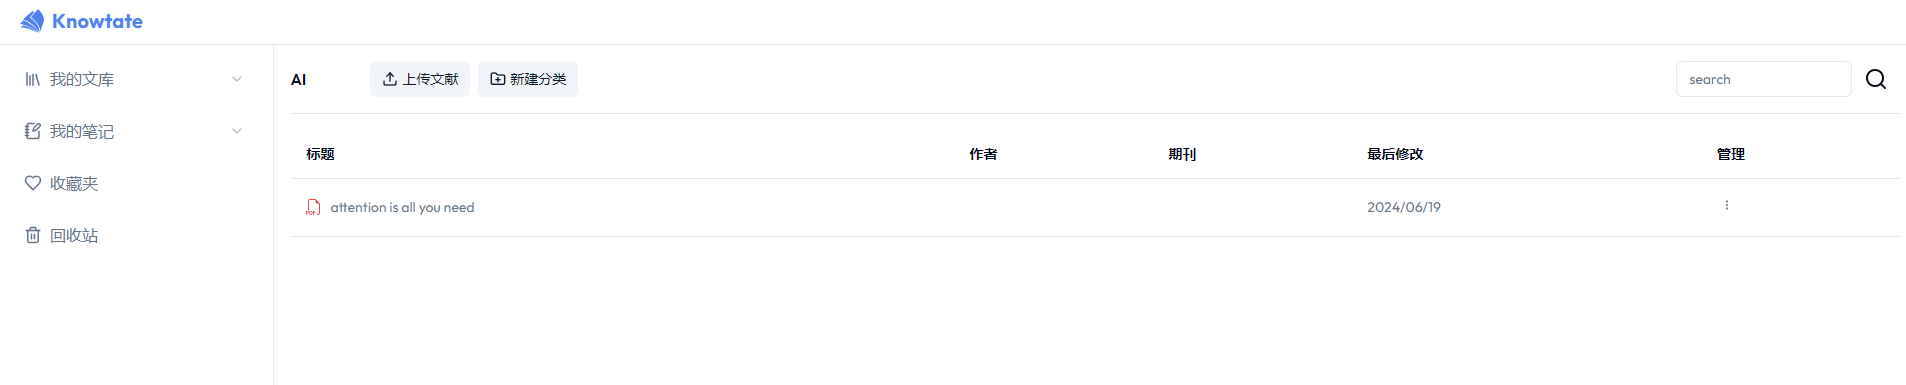 Knowtate
我的文库
我的笔记
收藏夹
回收站
AI 上传文献 新建分类 search
标题 作者 期刊 最后修改 管理
PDF attention is all you need 2024/06/19